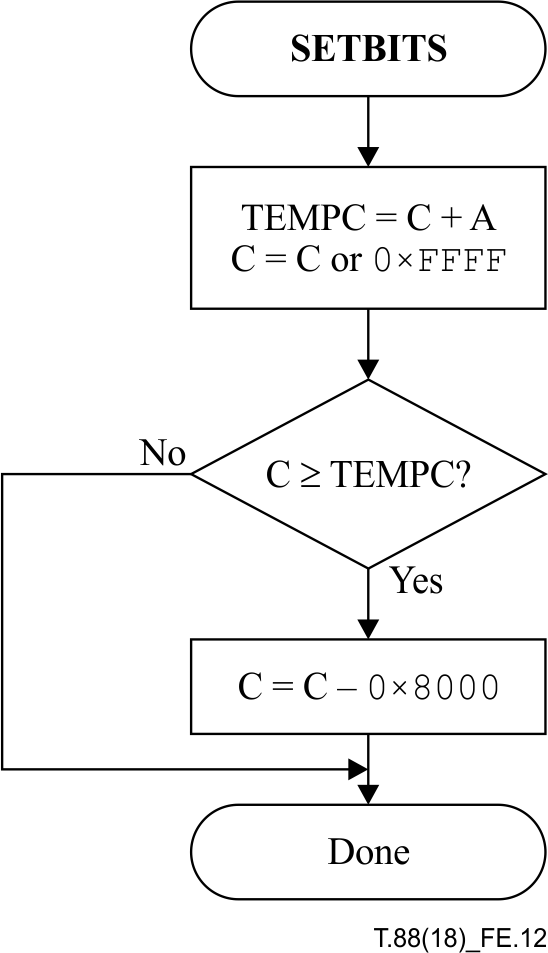 SETBITS
TEMPC = C + A
C = C or 0×FFFF
No
C ≥ TEMPC?
Yes
C = C – 0×8000
Done
T.88(18)_FE.12